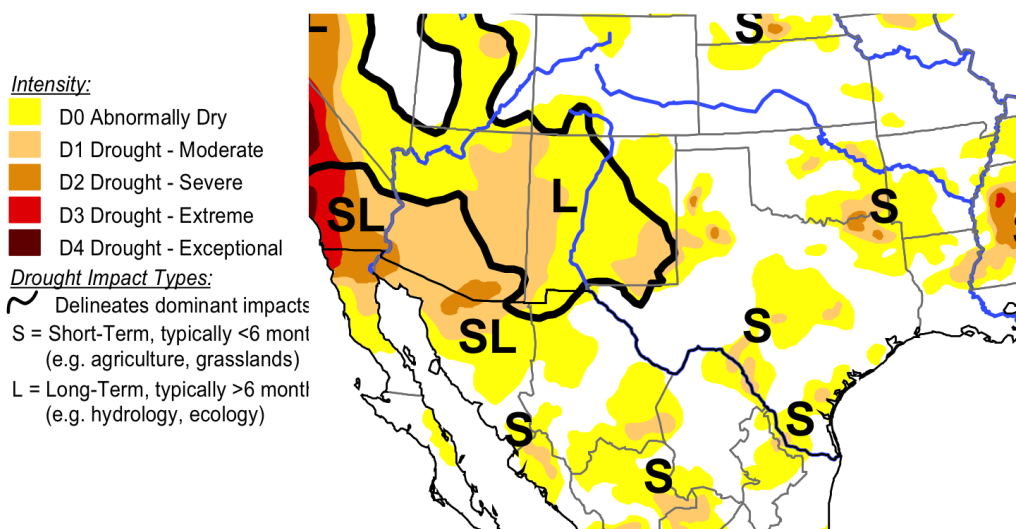 Intensity:
D0 Abnormally Dry
D1 Drought - Moderate
D2 Drought - Severe
D3 Drought - Extreme
D4 Drought - Exceptional
Drought Impact Types:
Delineates dominant impacts
S = Short-Term, typically <6 mont
(e.g. agriculture, grasslands)
L = Long-Term, typically >6 month
(e.g. hydrology, ecology)
L
S
SL
L
S
SL
S
S
S
S
S